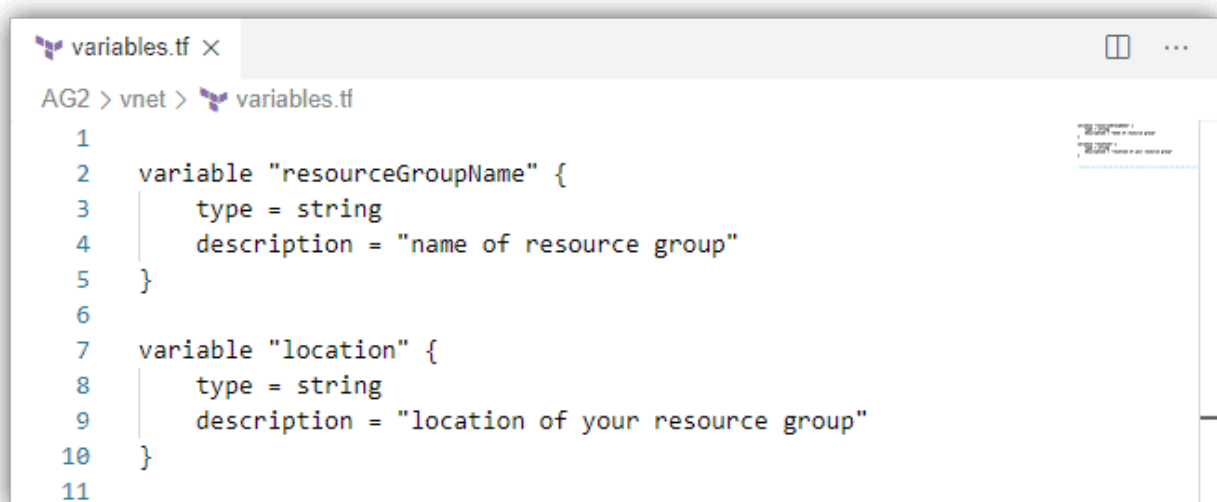 variables.tf ×
···
AG2 > vnet > variables.tf
1
2 variable "resourceGroupName" {
3     type = string
4     description = "name of resource group"
5 }
6
7 variable "location" {
8     type = string
9     description = "location of your resource group"
10 }
11